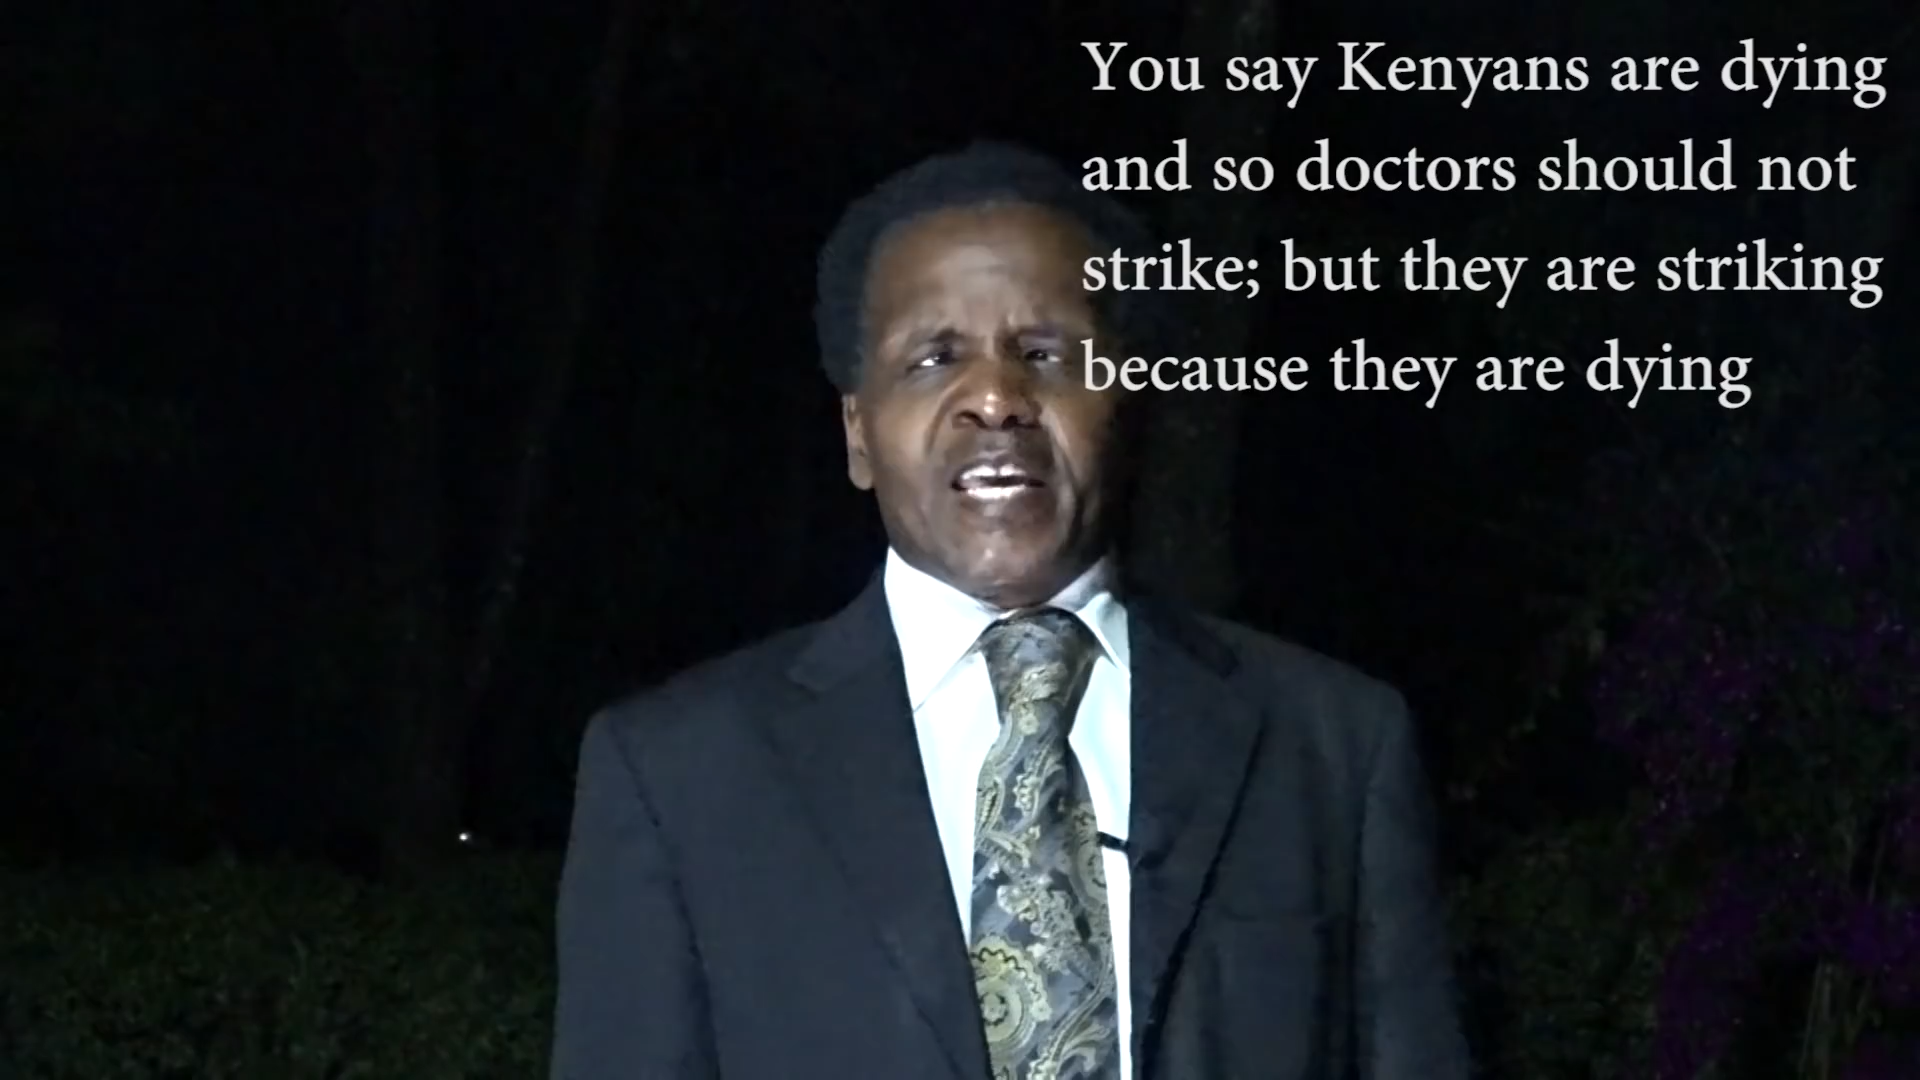 You say Kenyans are dying
and so doctors should not
strike; but they are striking
because they are dying